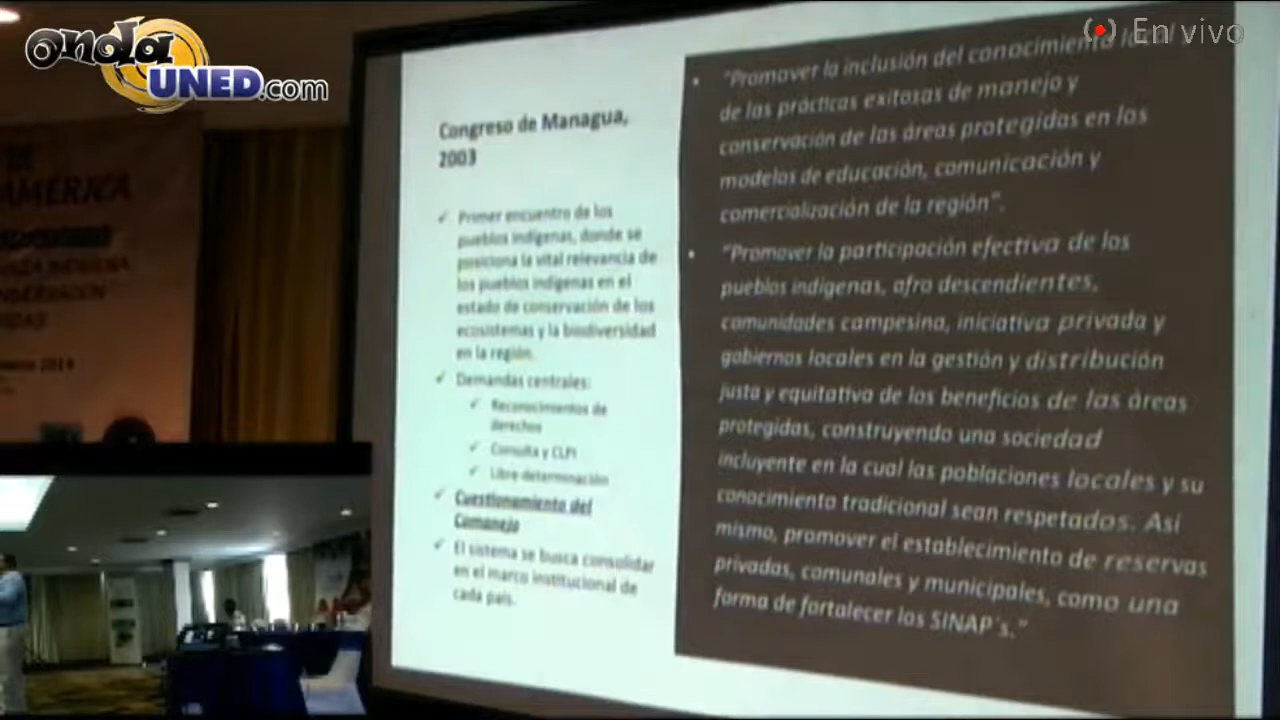 onda
UNED.com
En vivo
AMERICA
2014
Congreso de Managua,
2003
✓ Primer encuentro de los
pueblos indígenas, donde se
posiciona la vital relevancia de
los pueblos indígenas en el
estado de conservación de los
ecosistemas y la biodiversidad
en la región.
✓ Demandas centrales:
✓ Reconocimientos de
derechos
✓ Consulta y CLPI
✓ Libre determinación
✓ Cuestionamiento del
Comanejo
✓ El sistema se busca consolidar
en el marco institucional de
cada país.
• "Promover la inclusión del conocimiento
de las prácticas exitosas de manejo y
conservación de las áreas protegidas en los
modelos de educación, comunicación y
comercialización de la región".
• "Promover la participación efectiva de los
pueblos indígenas, afro descendientes,
comunidades campesina, iniciativa privada y
gobiernos locales en la gestión y distribución
justa y equitativa de los beneficios de las áreas
protegidas, construyendo una sociedad
incluyente en la cual las poblaciones locales y su
conocimiento tradicional sean respetados. Así
mismo, promover el establecimiento de reservas
privadas, comunales y municipales, como una
forma de fortalecer los SINAP´s."